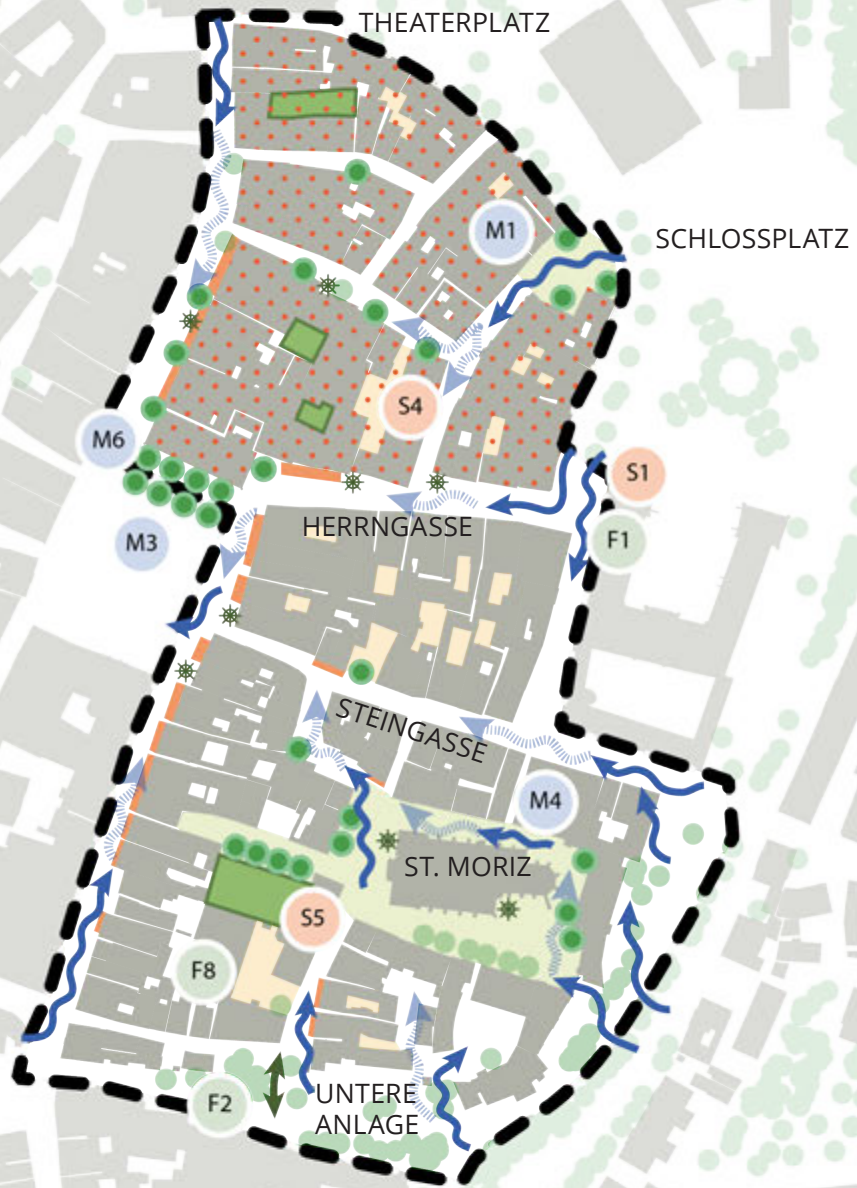 THEATERPLATZ
M1
SCHLOSSPLATZ
S4
M6
S1
HERRNGASSE
M3
F1
STEINGASSE
M4
ST. MORIZ
S5
F8
F2
UNTERE
ANLAGE